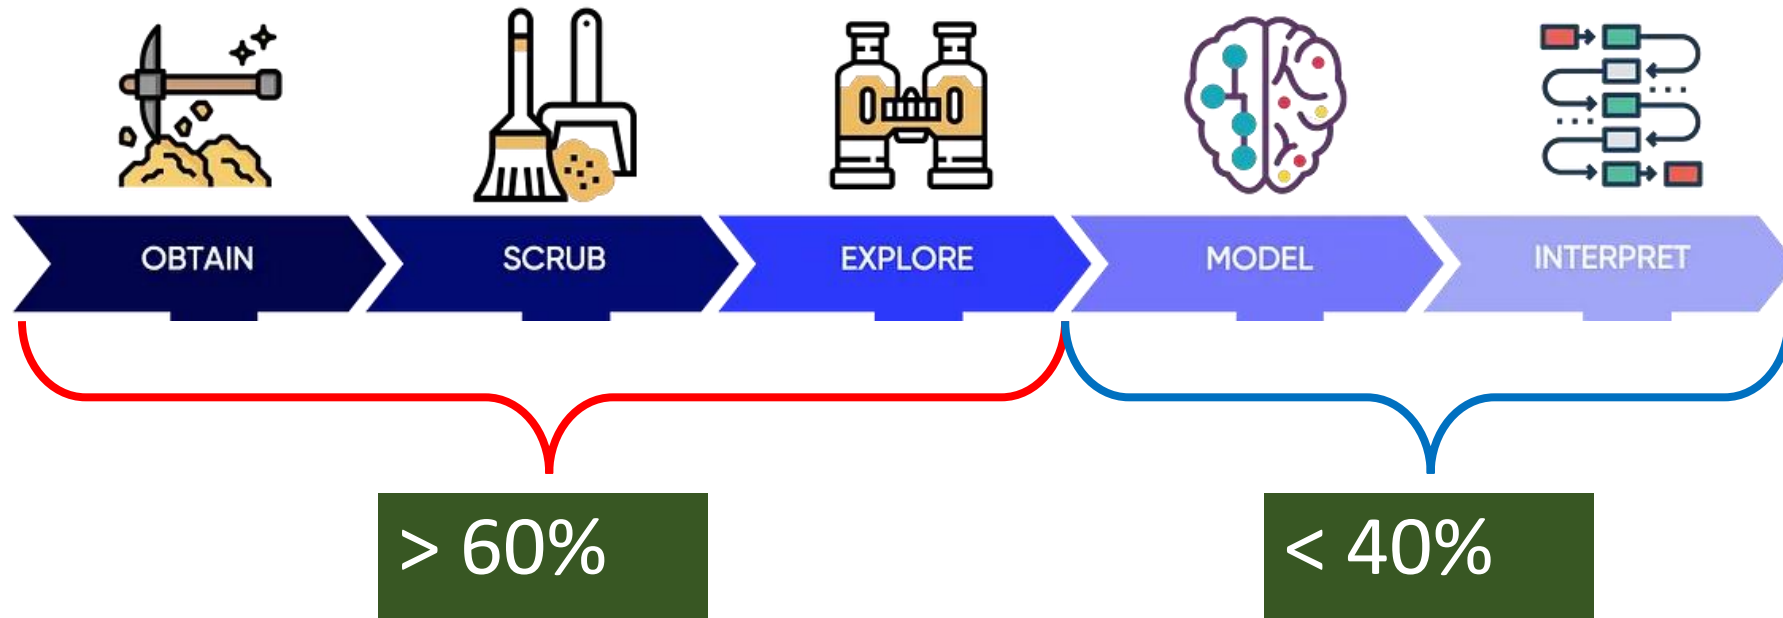 OBTAIN
SCRUB
EXPLORE
MODEL
INTERPRET
> 60%
< 40%